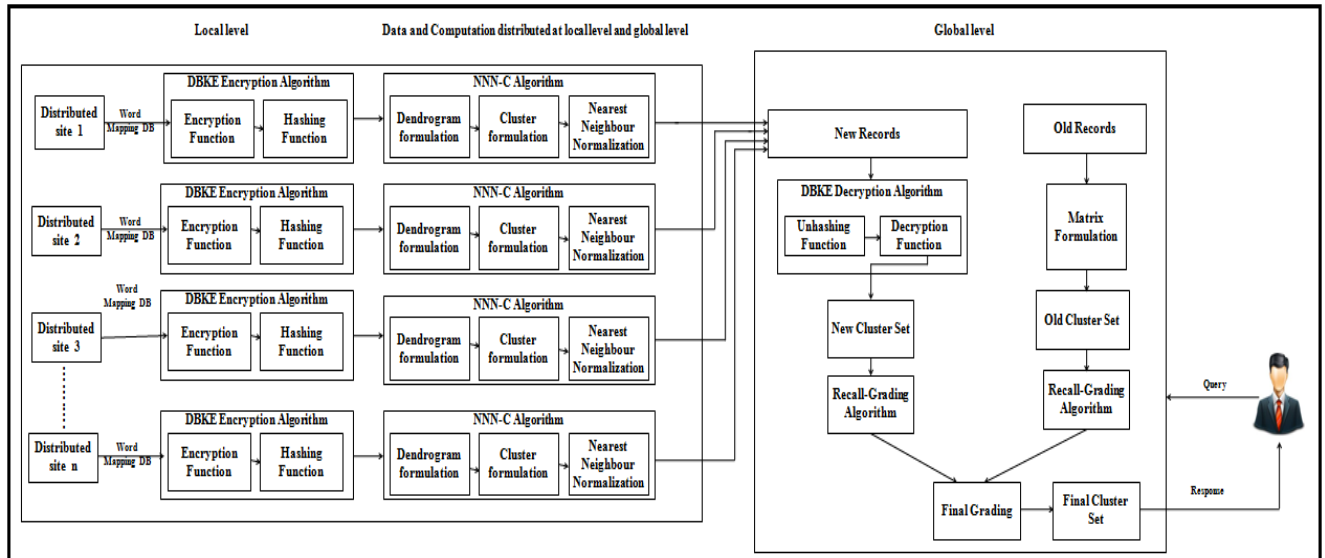 Local level
Data and Computation distributed at local level and global level
Global level
Distributed
site 1
Word
Mapping DB
DBKE Encryption Algorithm
Encryption
Function
Hashing
Function
NNN-C Algorithm
Dendrogram
formulation
Cluster
formulation
Nearest
Neighbour
Normalization
Distributed
site 2
Word
Mapping DB
DBKE Encryption Algorithm
Encryption
Function
Hashing
Function
NNN-C Algorithm
Dendrogram
formulation
Cluster
formulation
Nearest
Neighbour
Normalization
Distributed
site 3
Word
Mapping DB
DBKE Encryption Algorithm
Encryption
Function
Hashing
Function
NNN-C Algorithm
Dendrogram
formulation
Cluster
formulation
Nearest
Neighbour
Normalization
Distributed
site n
Word
Mapping DB
DBKE Encryption Algorithm
Encryption
Function
Hashing
Function
NNN-C Algorithm
Dendrogram
formulation
Cluster
formulation
Nearest
Neighbour
Normalization
New Records
DBKE Decryption Algorithm
Unhashing
Function
Decryption
Function
New Cluster Set
Recall-Grading
Algorithm
Old Records
Matrix
Formulation
Old Cluster Set
Recall-Grading
Algorithm
Final Grading
Final Cluster
Set
Query
Response